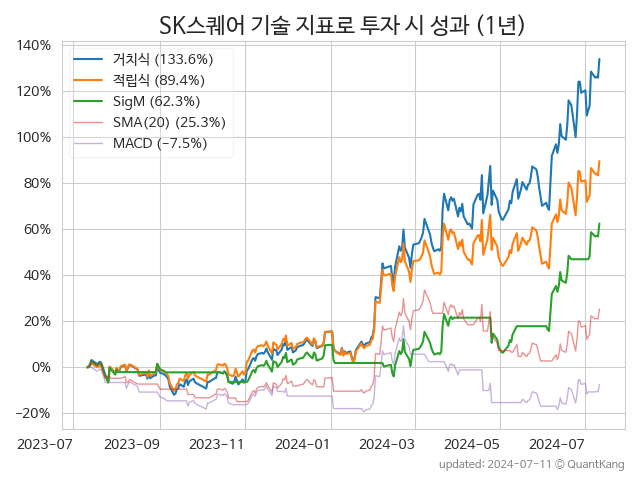 SK스퀘어 기술 지표로 투자 시 성과 (1년)
140%
120%
100%
80%
60%
40%
20%
0%
−20%
거치식 (133.6%)
적립식 (89.4%)
SigM (62.3%)
SMA(20) (25.3%)
MACD (−7.5%)
2023-07 2023-09 2023-11 2024-01 2024-03 2024-05 2024-07
updated: 2024-07-11 © QuantKang